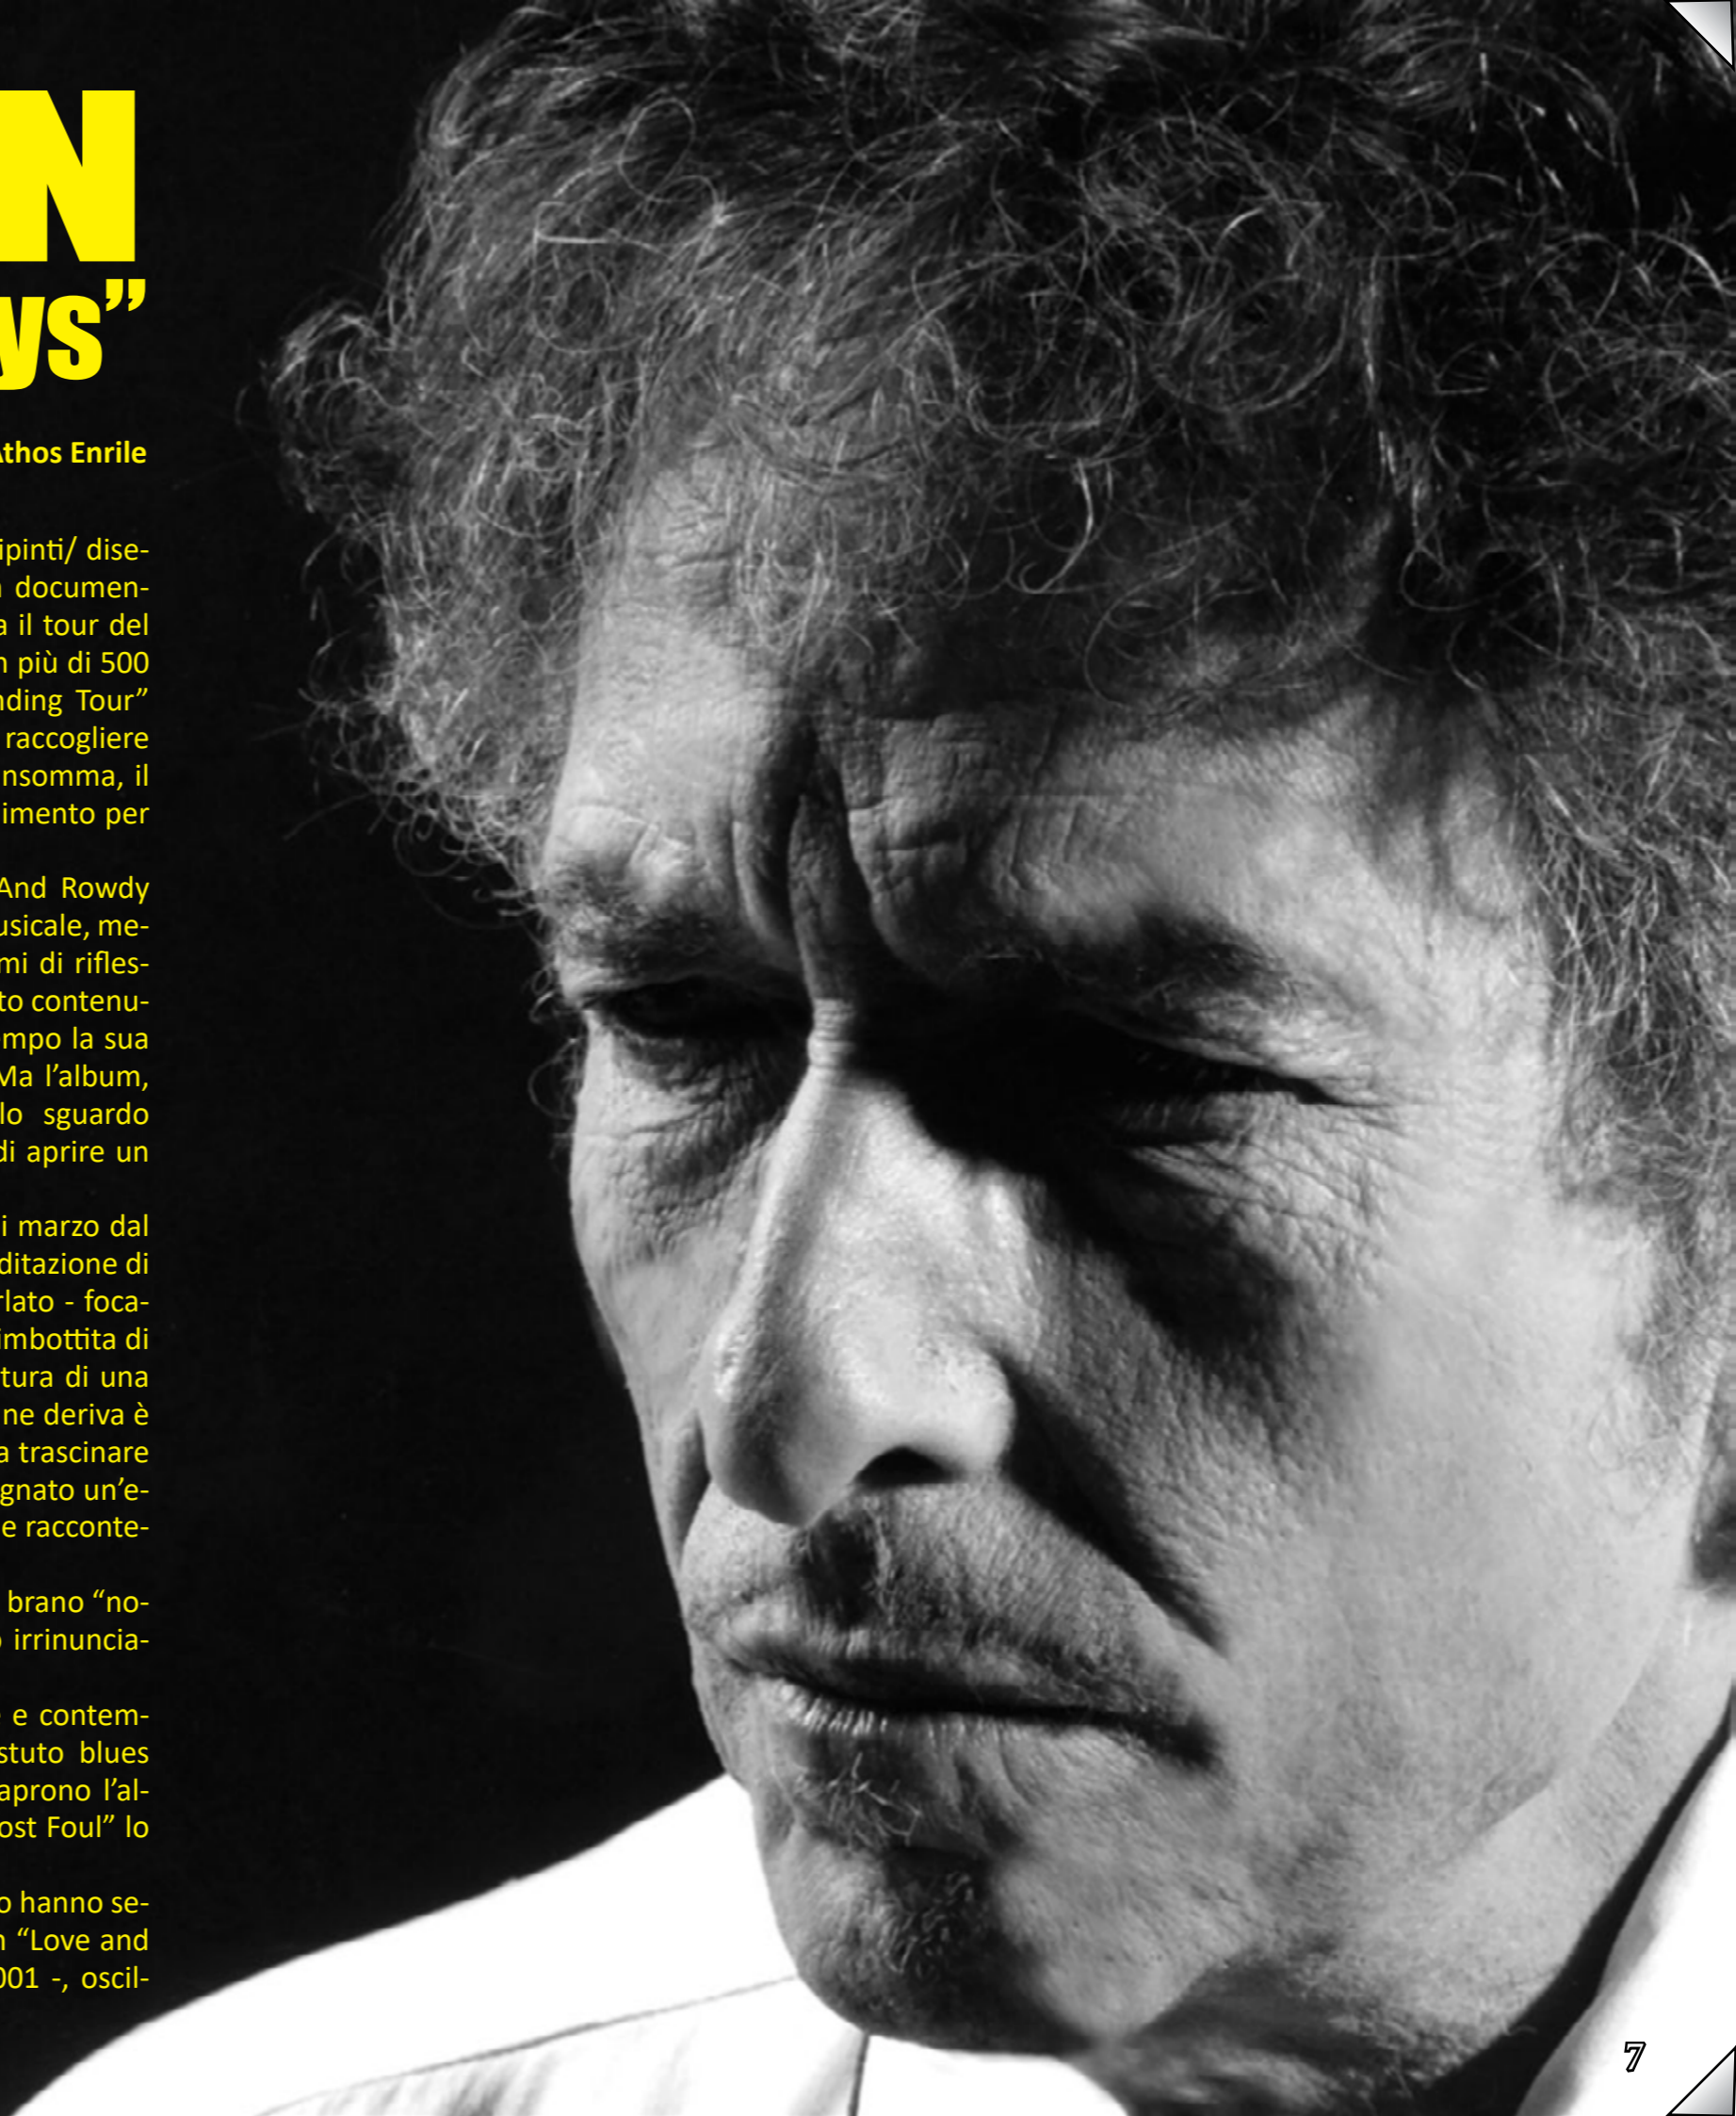 N
ys”
Athos Enrile
ipinti/ dise-
documen-
a il tour del
n più di 500
nding Tour”
raccogliere
nsomma, il
imento per
And Rowdy
usicale, me-
mi di rifles-
to contenu-
empo la sua
Ma l’album,
lo sguardo
di aprire un
i marzo dal
ditazione di
rlato - foca-
imbottita di
tura di una
ne deriva è
a trascinare
gnato un’e-
e racconte-
brano “no-
o irrinuncia-
e contem-
stuto blues
aprono l’al-
ost Foul” lo
o hanno se-
n “Love and
001 -, oscil-
7